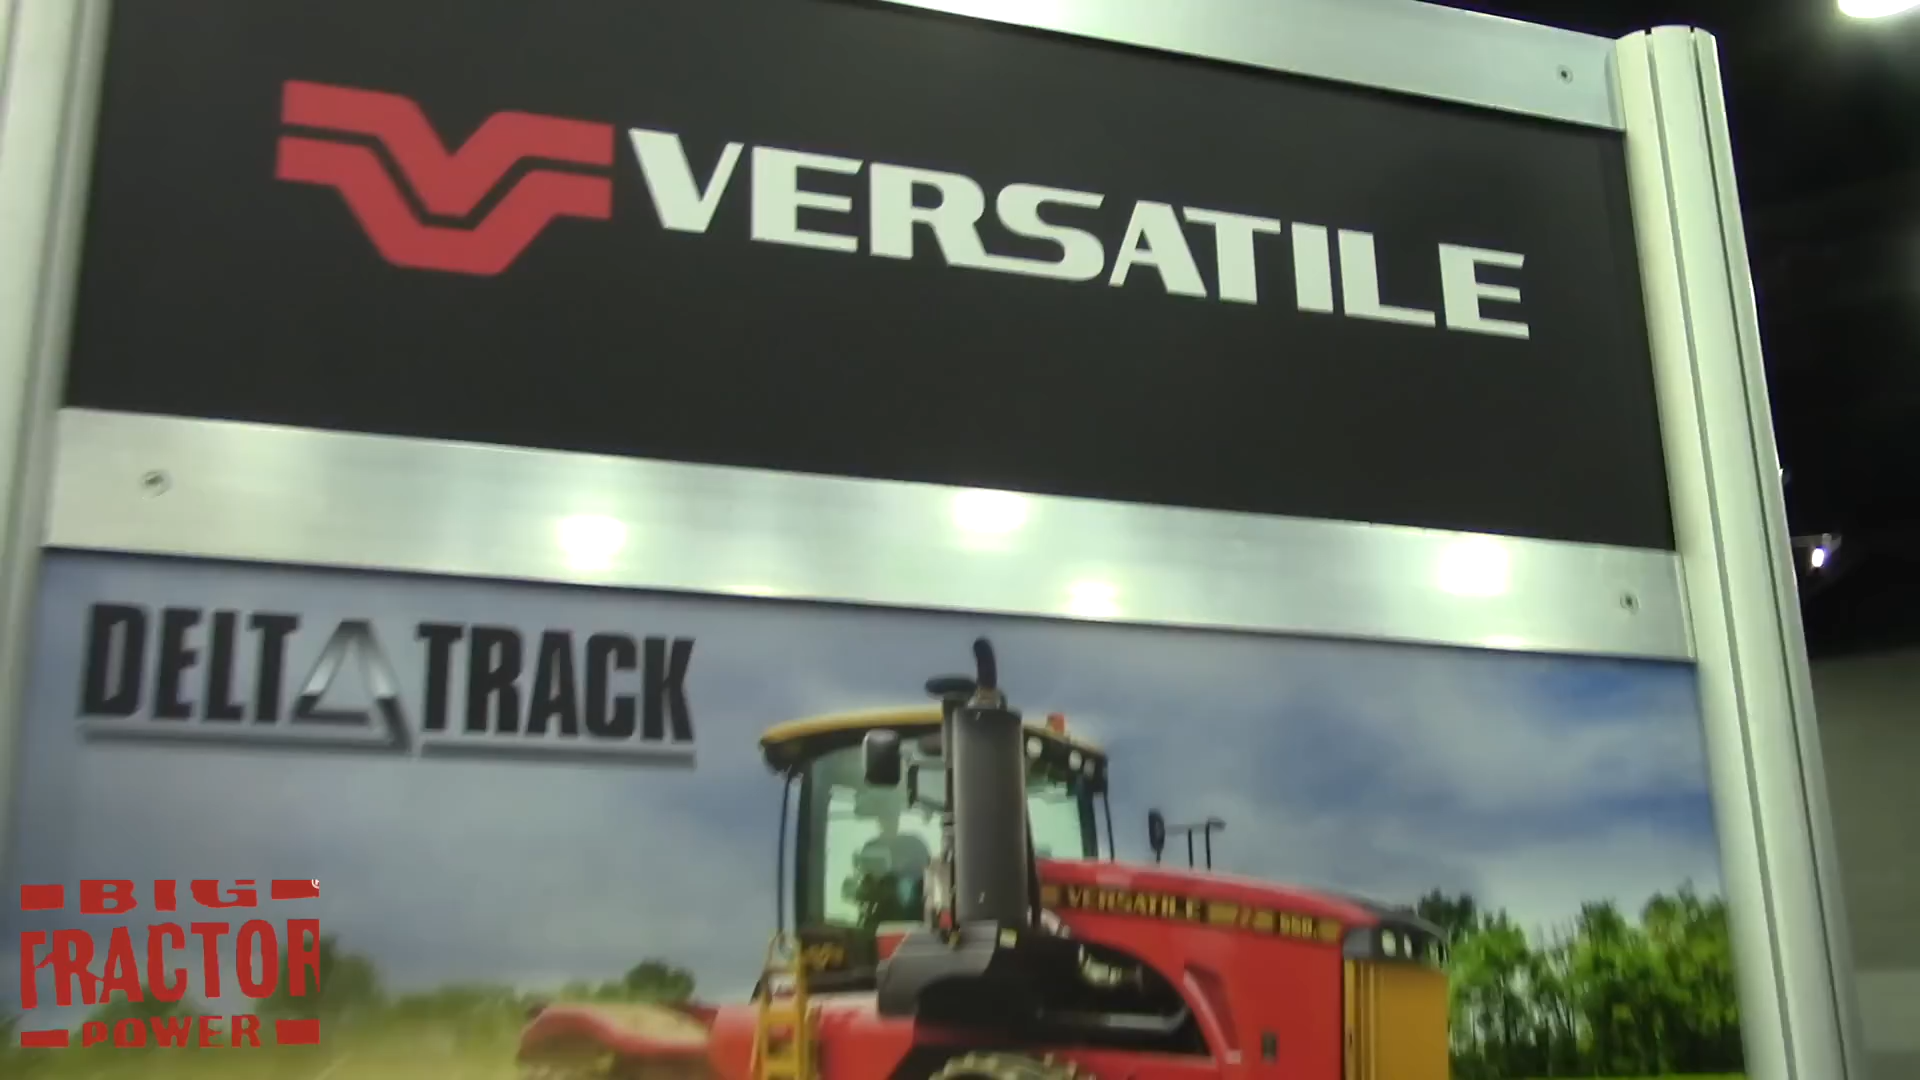 VERSATILE
DELTATRACK
VERSATILE
BIG
TRACTOR
POWER